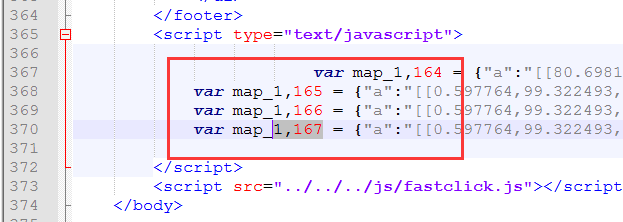 364 </footer>
365 <script type="text/javascript">
366
367 var map_1,164 = {"a":"[[80.6981
368 var map_1,165 = {"a":"[[0.597764,99.322493,
369 var map_1,166 = {"a":"[[0.597764,99.322493,
370 var map_1,167 = {"a":"[[0.597764,99.322493,
371
372 </script>
373 <script src="../../../js/fastclick.js"></script
374 </body>